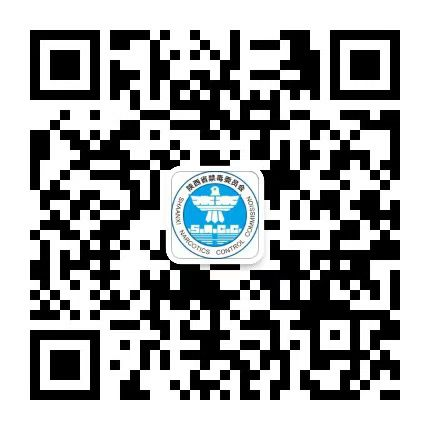 陕西省禁毒委员会
S.N.C.C
SHAANXI NARCOTICS CONTROL COMMISSION